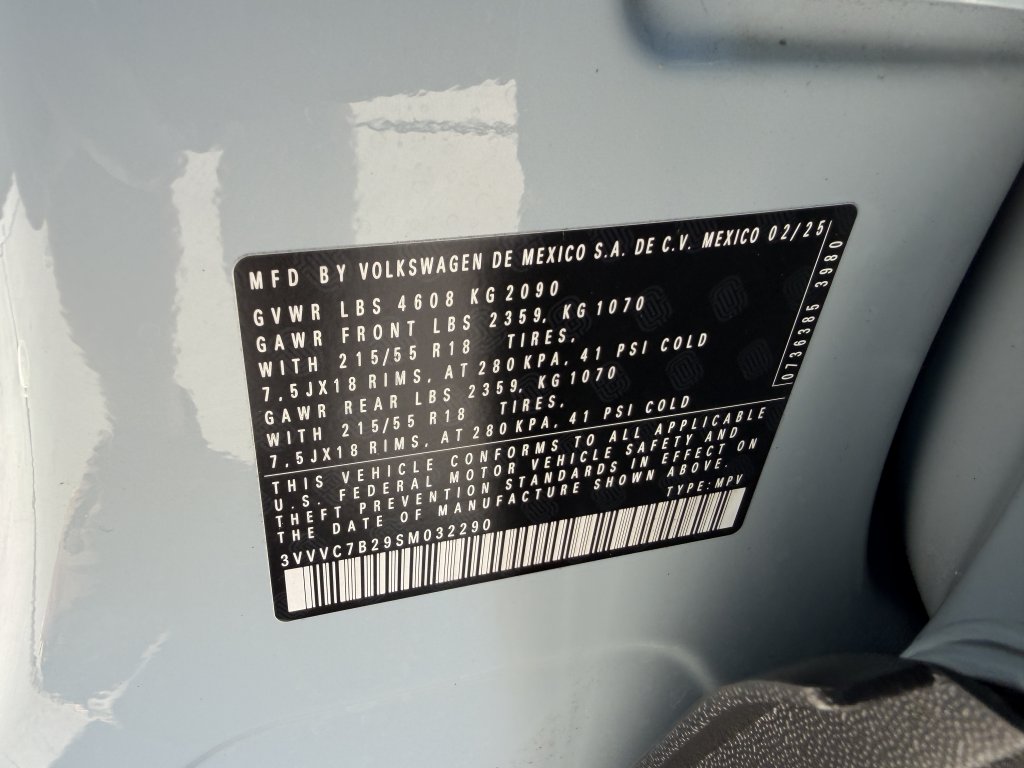 MFD BY VOLKSWAGEN DE MEXICO S.A. DE C.V. MEXICO 02/25
GVWR LBS 4608 KG 2090
GAWR FRONT LBS 2359, KG 1070
WITH 215/55 R18 TIRES,
7,5JX18 RIMS, AT 280 KPA, 41 PSI COLD
GAWR REAR LBS 2359, KG 1070
WITH 215/55 R18 TIRES,
7,5JX18 RIMS, AT 280 KPA, 41 PSI COLD
0736385 3980
THIS VEHICLE CONFORMS TO ALL APPLICABLE
U.S. FEDERAL MOTOR VEHICLE SAFETY AND
THEFT PREVENTION STANDARDS IN EFFECT ON
THE DATE OF MANUFACTURE SHOWN ABOVE.
3VVVC7B29SM032290 TYPE: MPV